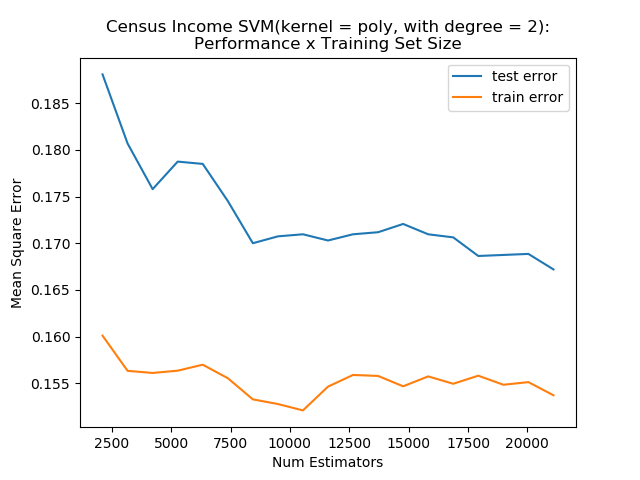 Census Income SVM(kernel = poly, with degree = 2):
Performance x Training Set Size
test error
train error
0.185
0.180
0.175
0.170
0.165
0.160
0.155
Mean Square Error
2500 5000 7500 10000 12500 15000 17500 20000
Num Estimators